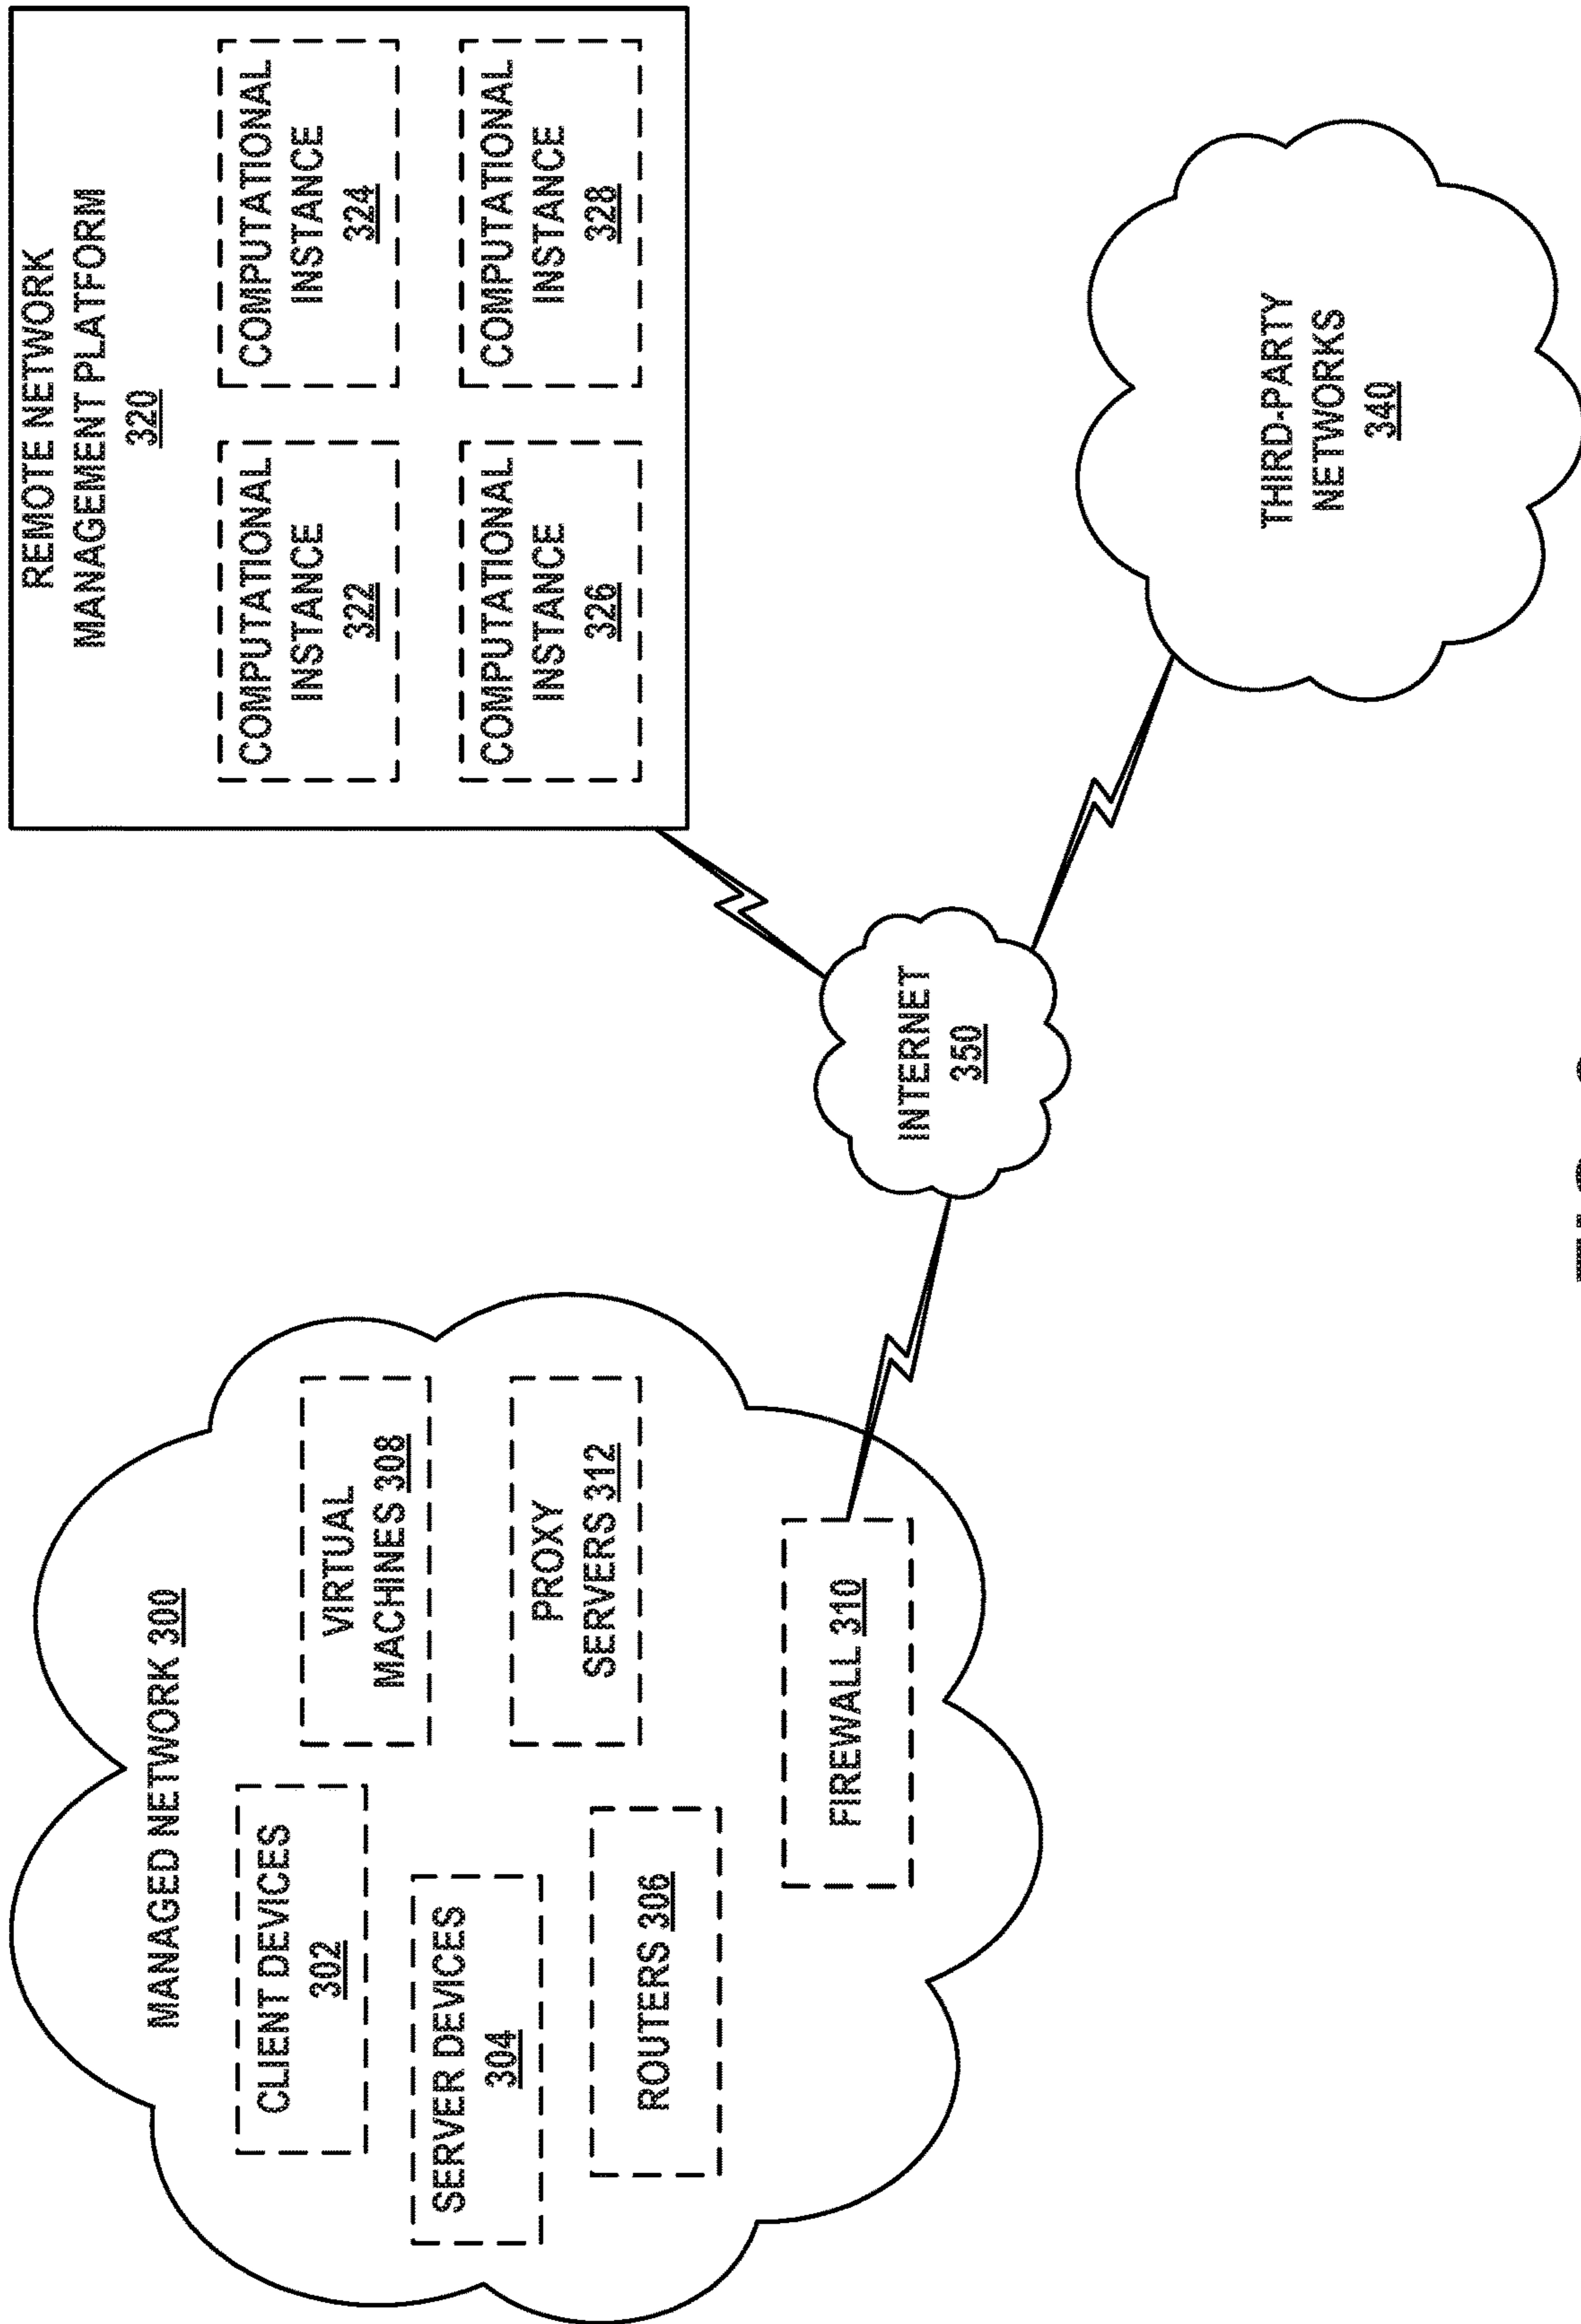 MANAGED NETWORK 300
CLIENT DEVICES
302
VIRTUAL
MACHINES 308
SERVER DEVICES
304
PROXY
SERVERS 312
ROUTERS 306
FIREWALL 310
INTERNET
350
REMOTE NETWORK
MANAGEMENT PLATFORM
320
COMPUTATIONAL
INSTANCE
322
COMPUTATIONAL
INSTANCE
324
COMPUTATIONAL
INSTANCE
326
COMPUTATIONAL
INSTANCE
328
THIRD-PARTY
NETWORKS
340